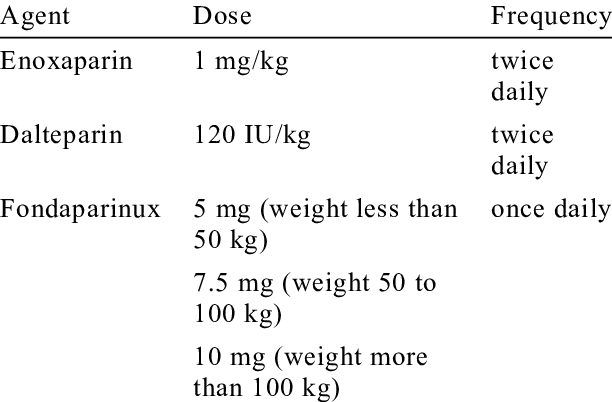 Agent Dose Frequency
Enoxaparin 1 mg/kg twice
daily
Dalteparin 120 IU/kg twice
daily
Fondaparinux 5 mg (weight less than once daily
50 kg)
7.5 mg (weight 50 to
100 kg)
10 mg (weight more
than 100 kg)